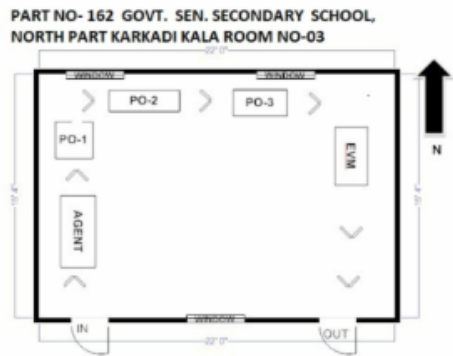 PART NO- 162 GOVT. SEN. SECONDARY SCHOOL,
NORTH PART KARKADI KALA ROOM NO-03
22' 0"
WINDOW WINDOW
PO-2 PO-3
PO-1
EVM
N
AGENT
WINDOW
IN OUT
22' 0"